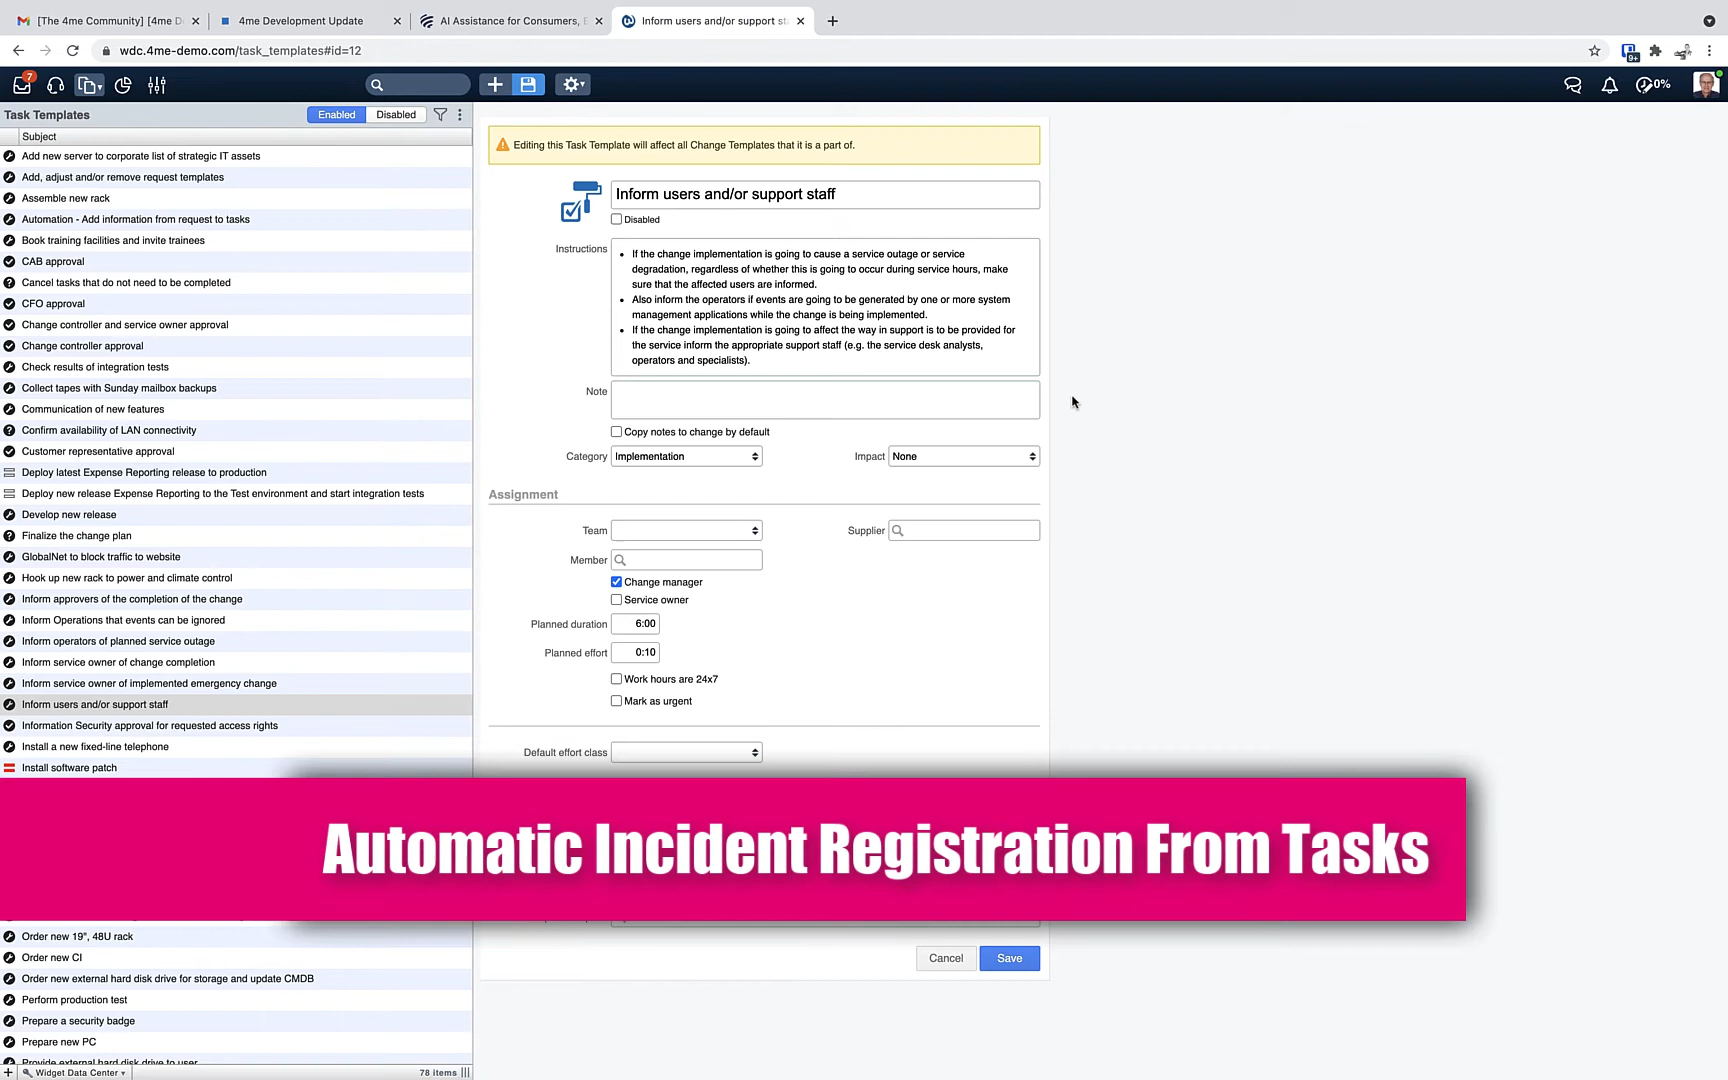 [The 4me Community] [4me D
4me Development Update
AI Assistance for Consumers, E
Inform users and/or support st
wdc.4me-demo.com/task_templates#id=12
9+
7
0%
Task Templates
Enabled
Disabled
Subject
Add new server to corporate list of strategic IT assets
Add, adjust and/or remove request templates
Assemble new rack
Automation - Add information from request to tasks
Book training facilities and invite trainees
CAB approval
Cancel tasks that do not need to be completed
CFO approval
Change controller and service owner approval
Change controller approval
Check results of integration tests
Collect tapes with Sunday mailbox backups
Communication of new features
Confirm availability of LAN connectivity
Customer representative approval
Deploy latest Expense Reporting release to production
Deploy new release Expense Reporting to the Test environment and start integration tests
Develop new release
Finalize the change plan
GlobalNet to block traffic to website
Hook up new rack to power and climate control
Inform approvers of the completion of the change
Inform Operations that events can be ignored
Inform operators of planned service outage
Inform service owner of change completion
Inform service owner of implemented emergency change
Inform users and/or support staff
Information Security approval for requested access rights
Install a new fixed-line telephone
Install software patch
Order new 19", 48U rack
Order new CI
Order new external hard disk drive for storage and update CMDB
Perform production test
Prepare a security badge
Prepare new PC
Provide external hard disk drive to user
Widget Data Center
78 items
Editing this Task Template will affect all Change Templates that it is a part of.
Inform users and/or support staff
Disabled
Instructions
• If the change implementation is going to cause a service outage or service
degradation, regardless of whether this is going to occur during service hours, make
sure that the affected users are informed.
• Also inform the operators if events are going to be generated by one or more system
management applications while the change is being implemented.
• If the change implementation is going to affect the way in support is to be provided for
the service inform the appropriate support staff (e.g. the service desk analysts,
operators and specialists).
Note
Copy notes to change by default
Category Implementation
Impact None
Assignment
Team
Supplier
Member
Change manager
Service owner
Planned duration 6:00
Planned effort 0:10
Work hours are 24x7
Mark as urgent
Default effort class
Automatic Incident Registration From Tasks
Cancel
Save